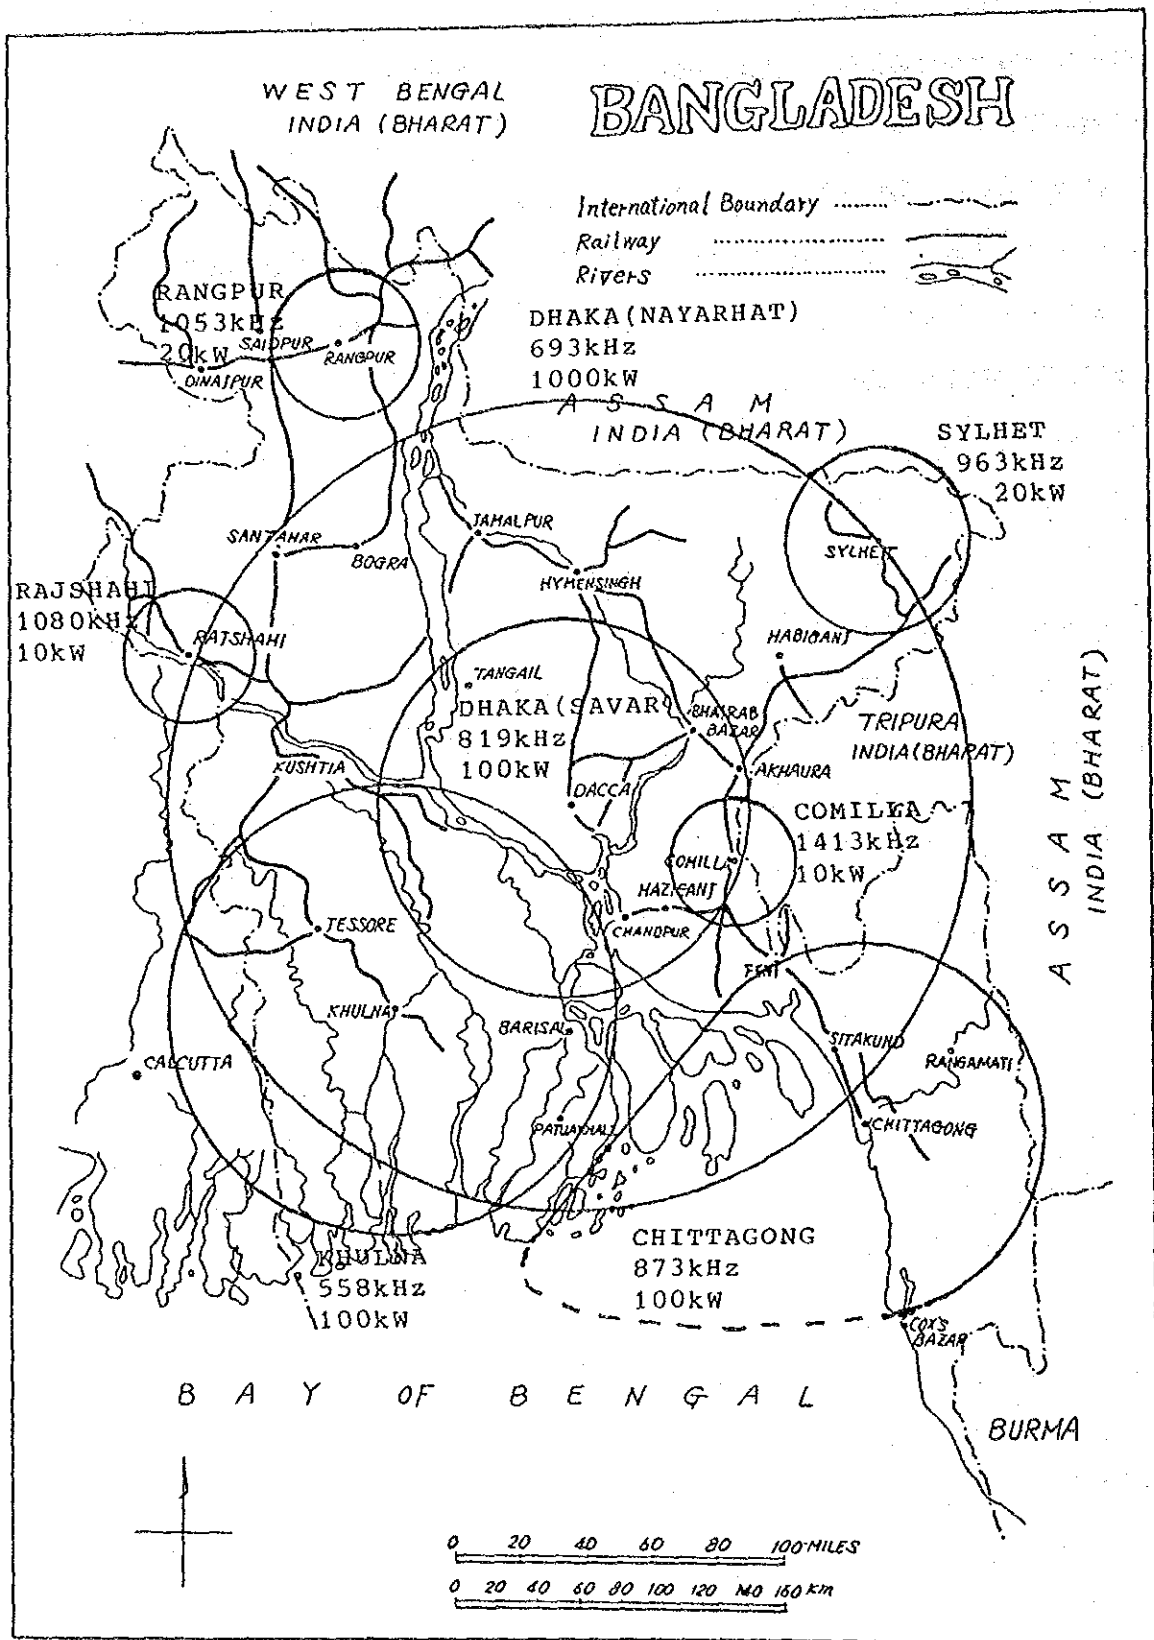 WEST BENGAL
INDIA (BHARAT)
BANGLADESH
International Boundary
Railway
Rivers
RANGPUR
1053kHz
20kW
SAIDPUR
RANGPUR
DINAJPUR
DHAKA(NAYARHAT)
693kHz
1000kW
ASSAM
INDIA (BHARAT)
SYLHET
963kHz
20kW
SANTAHAR
BOGRA
JAMALPUR
HYMENSINGH
SYLHET
RAJSHAHI
1080kHz
10kW
RATSHAHI
TANGAIL
HABIGANJ
DHAKA(SAVAR)
819kHz
100kW
BHAIRAB
BAZAR
TRIPURA
INDIA(BHARAT)
KUSHTIA
DACCA
AKHAURA
COMILLA
1413kHz
10kW
COMILLA
HAZIGANJ
CHANDPUR
TESSORE
FENI
KHULNA
BARISAL
SITAKUND
RANGAMATI
CALCUTTA
PATUAKHALI
CHITTAGONG
ASSAM
INDIA (BHARAT)
KHULNA
558kHz
100kW
CHITTAGONG
873kHz
100kW
COX'S
BAZAR
BAY OF BENGAL
BURMA
0 20 40 60 80 100 MILES
0 20 40 60 80 100 120 140 160 km